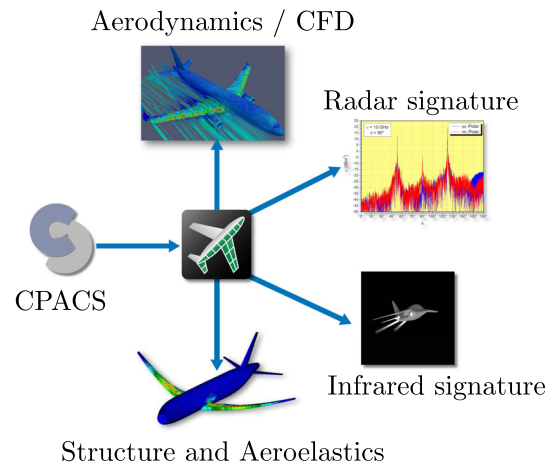 Aerodynamics / CFD
Radar signature
CPACS
Infrared signature
Structure and Aeroelastics